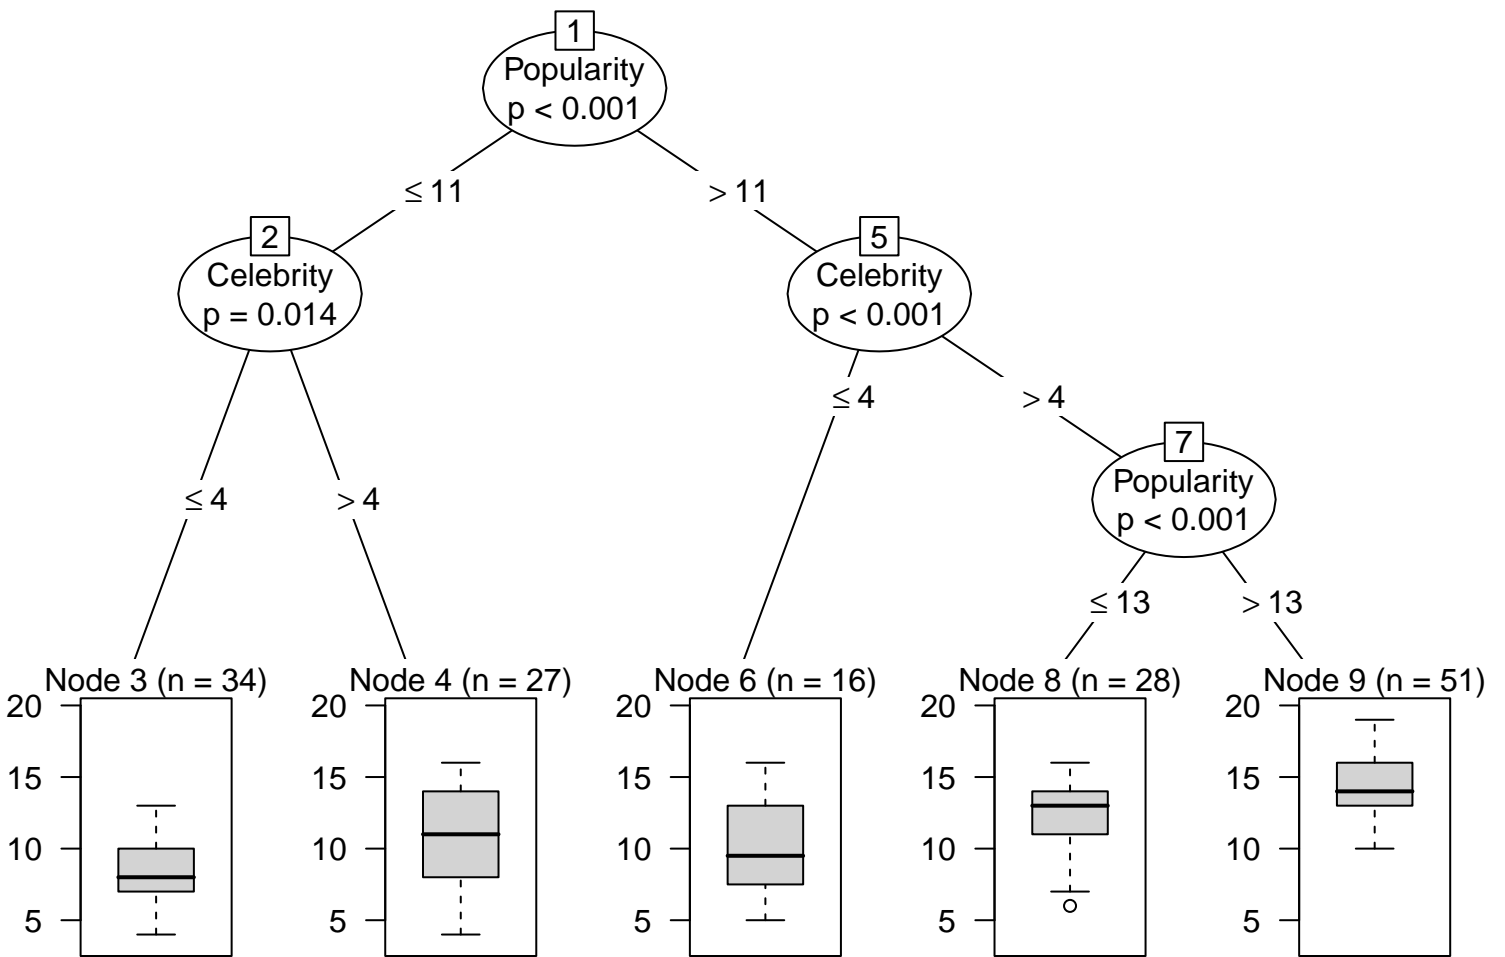 1
Popularity
p < 0.001
≤ 11
> 11
2
Celebrity
p = 0.014
5
Celebrity
p < 0.001
≤ 4
> 4
7
Popularity
p < 0.001
≤ 4
> 4
≤ 13
> 13
Node 3 (n = 34)
20
15
10
5
Node 4 (n = 27)
20
15
10
5
Node 6 (n = 16)
20
15
10
5
Node 8 (n = 28)
20
15
10
5
Node 9 (n = 51)
20
15
10
5